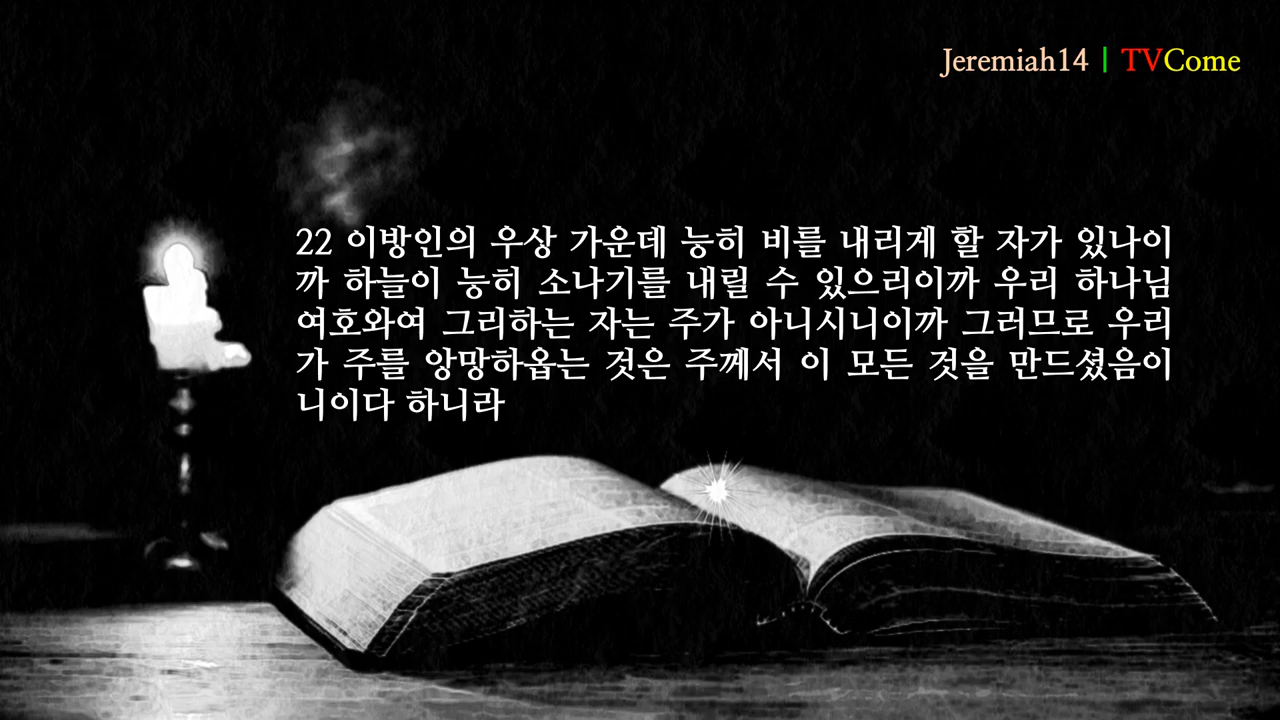 Jeremiah14 | TVCome
22 이방인의 우상 가운데 능히 비를 내리게 할 자가 있나이
까 하늘이 능히 소나기를 내릴 수 있으리이까 우리 하나님
여호와여 그리하는 자는 주가 아니시니이까 그러므로 우리
가 주를 앙망하옵는 것은 주께서 이 모든 것을 만드셨음이
니이다 하니라